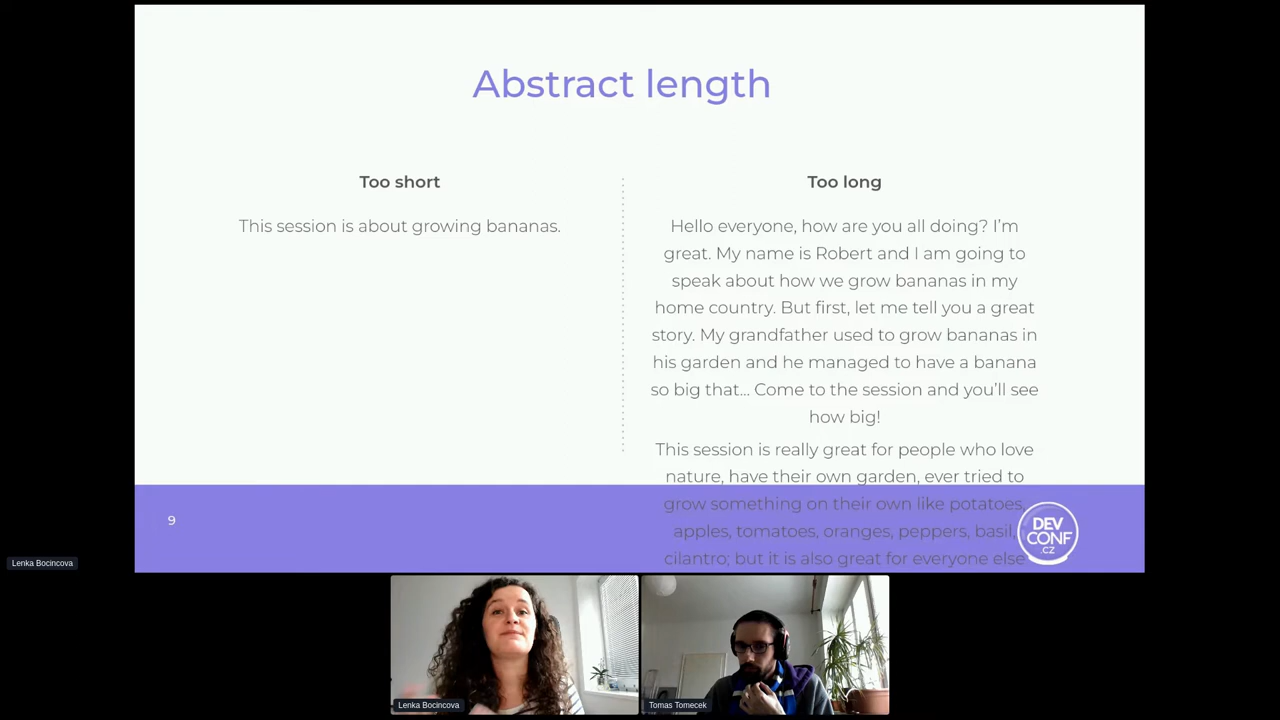 Abstract length
Too short
This session is about growing bananas.
Too long
Hello everyone, how are you all doing? I'm
great. My name is Robert and I am going to
speak about how we grow bananas in my
home country. But first, let me tell you a great
story. My grandfather used to grow bananas in
his garden and he managed to have a banana
so big that... Come to the session and you'll see
how big!
This session is really great for people who love
nature, have their own garden, ever tried to
grow something on their own like potatoes,
apples, tomatoes, oranges, peppers, basil,
cilantro; but it is also great for everyone else
9
DEV
CONF
.CZ
Lenka Bocincova
Lenka Bocincova
Tomas Tomecek